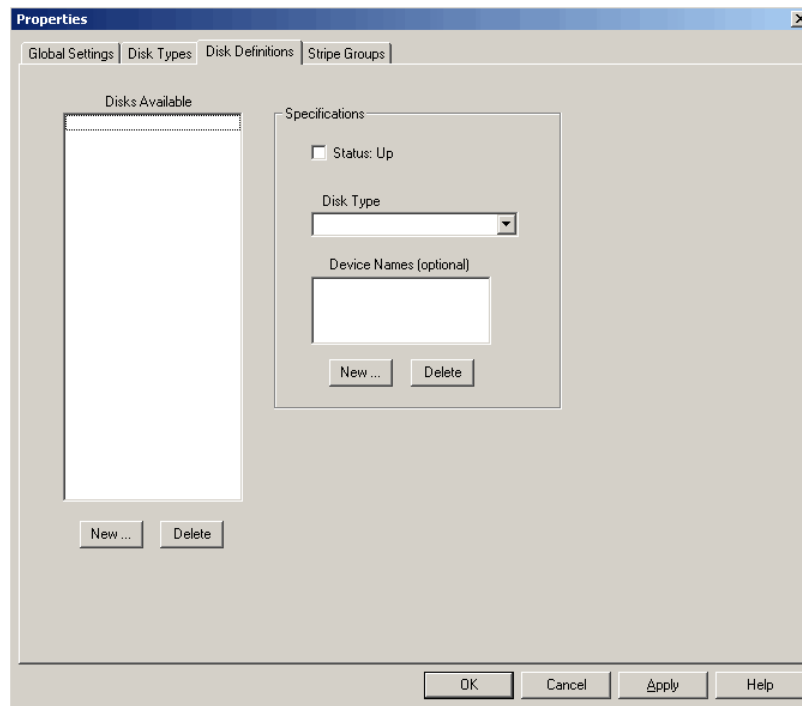 Properties
Global Settings Disk Types Disk Definitions Stripe Groups
Disks Available
Specifications
Status: Up
Disk Type
Device Names (optional)
New ... Delete
New ... Delete
OK Cancel Apply Help